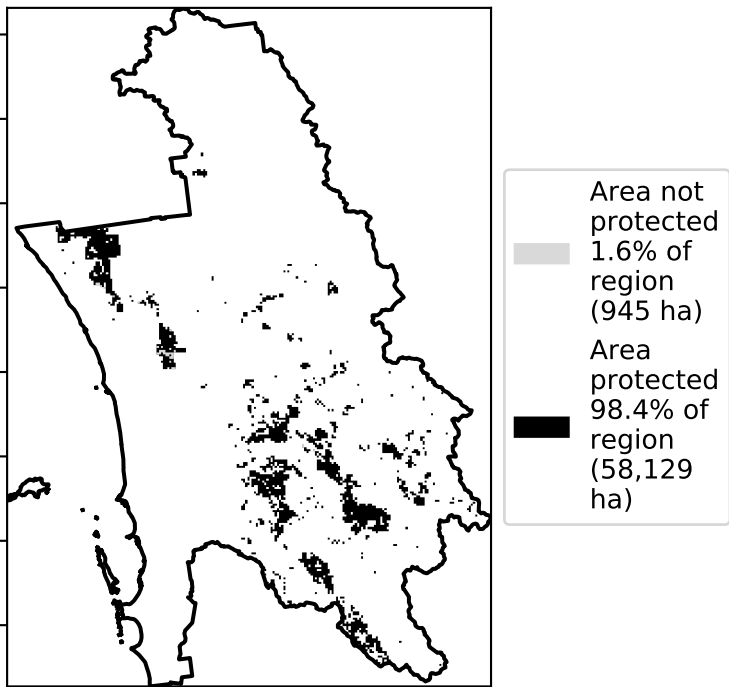 Area not
protected
1.6% of
region
(945 ha)
Area
protected
98.4% of
region
(58,129
ha)